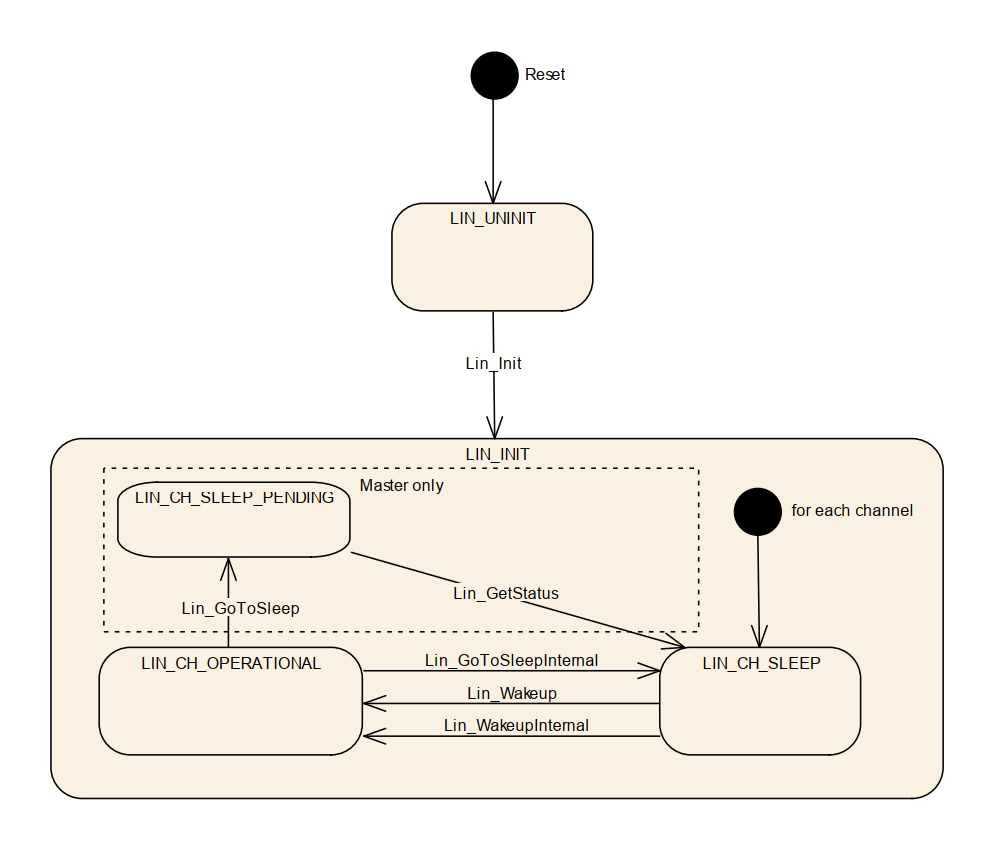 Reset
LIN_UNINIT
Lin_Init
LIN_INIT
Master only
LIN_CH_SLEEP_PENDING
for each channel
Lin_GetStatus
Lin_GoToSleep
LIN_CH_OPERATIONAL
Lin_GoToSleepInternal
LIN_CH_SLEEP
Lin_Wakeup
Lin_WakeupInternal